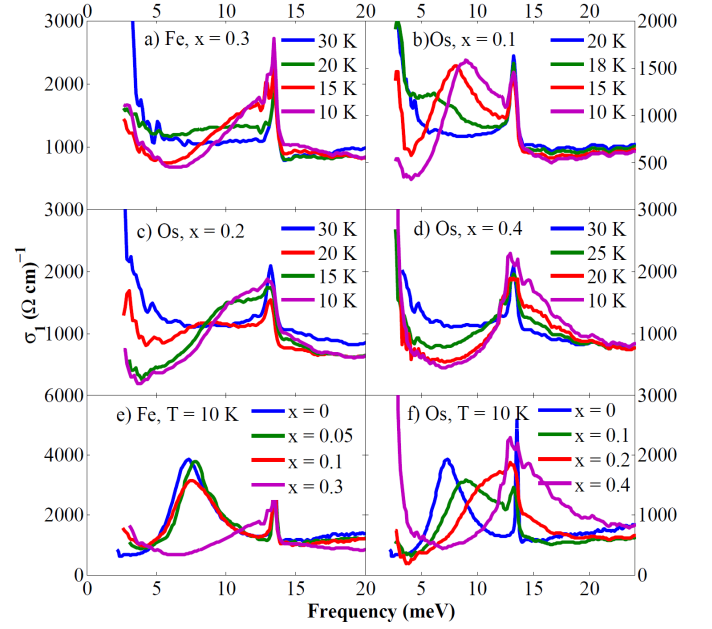 0 5 10 15 20 0 5 10 15 20
3000 2000
a) Fe, x = 0.3 b)Os, x = 0.1
30 K 20 K
20 K 18 K
15 K 15 K
10 K 10 K
2000 1500
1000 1000
500
3000 3000
c) Os, x = 0.2 d) Os, x = 0.4
30 K 30 K
20 K 25 K
15 K 20 K
10 K 10 K
2000 2000
1000 1000
σ₁ (Ω cm)⁻¹
6000 3000
e) Fe, T = 10 K f) Os, T = 10 K
x = 0 x = 0
x = 0.05 x = 0.1
x = 0.1 x = 0.2
x = 0.3 x = 0.4
4000 2000
2000 1000
0 0
0 5 10 15 20 0 5 10 15 20
Frequency (meV)